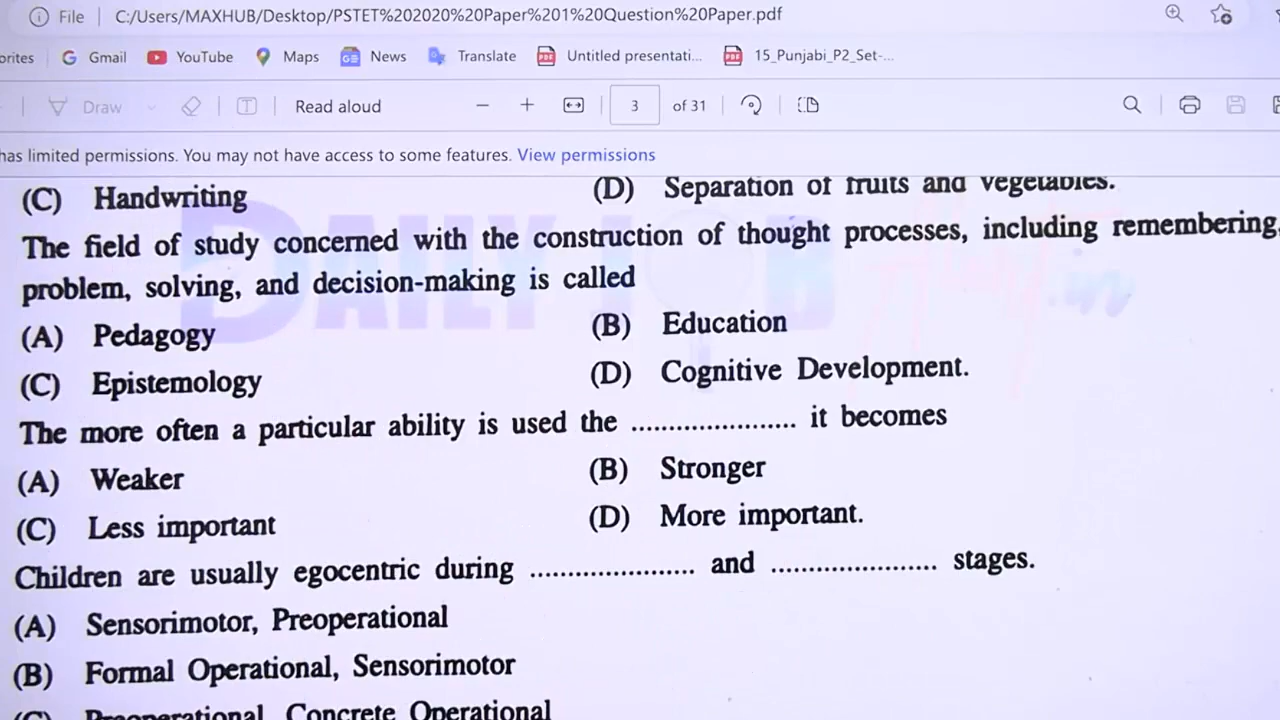 File C:/Users/MAXHUB/Desktop/PSTET%202020%20Paper%201%20Question%20Paper.pdf
orites Gmail YouTube Maps News Translate Untitled presentati... 15_Punjabi_P2_Set-...
Draw Read aloud 3 of 31
has limited permissions. You may not have access to some features. View permissions
(C) Handwriting (D) Separation of fruits and vegetables.
The field of study concerned with the construction of thought processes, including remembering,
problem, solving, and decision-making is called
(A) Pedagogy (B) Education
(C) Epistemology (D) Cognitive Development.
The more often a particular ability is used the ...................... it becomes
(A) Weaker (B) Stronger
(C) Less important (D) More important.
Children are usually egocentric during ...................... and ...................... stages.
(A) Sensorimotor, Preoperational
(B) Formal Operational, Sensorimotor
(C) Preoperational, Concrete Operational
DAILY JOB .in